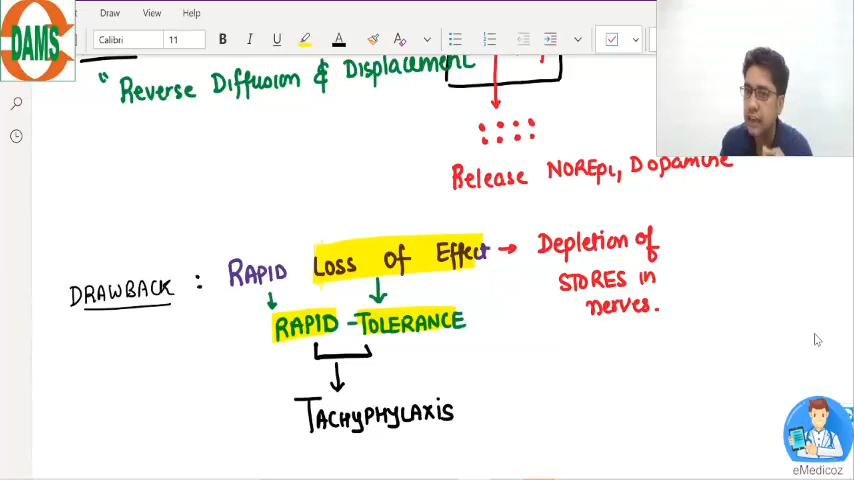 DAMS
Draw View Help
Calibri 11 B I U A
" Reverse Diffusion & Displacement
Release NOREpi, Dopamine
DRAWBACK : RAPID Loss of Effect → Depletion of
STORES in
nerves.
RAPID - TOLERANCE
TACHYPHYLAXIS
eMedicoz